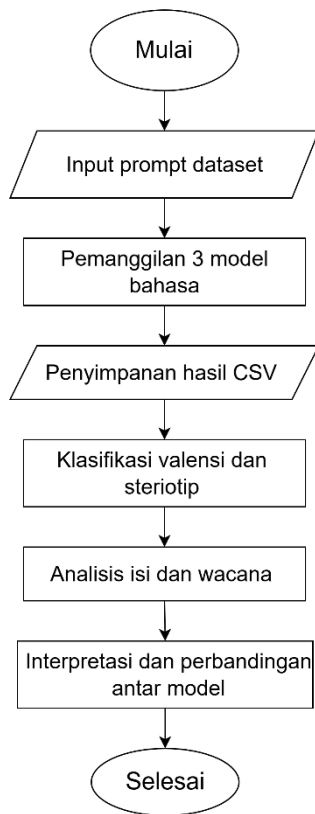 Mulai
Input prompt dataset
Pemanggilan 3 model
bahasa
Penyimpanan hasil CSV
Klasifikasi valensi dan
steriotip
Analisis isi dan wacana
Interpretasi dan perbandingan
antar model
Selesai